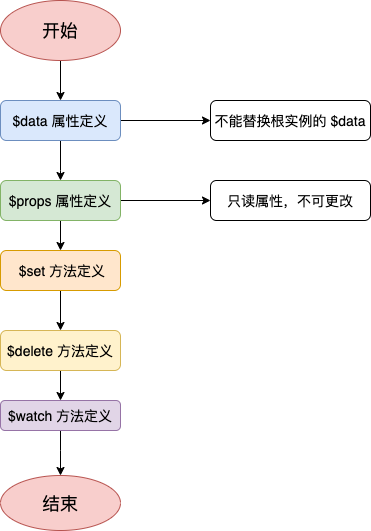 开始
$data 属性定义
不能替换根实例的 $data
$props 属性定义
只读属性，不可更改
$set 方法定义
$delete 方法定义
$watch 方法定义
结束